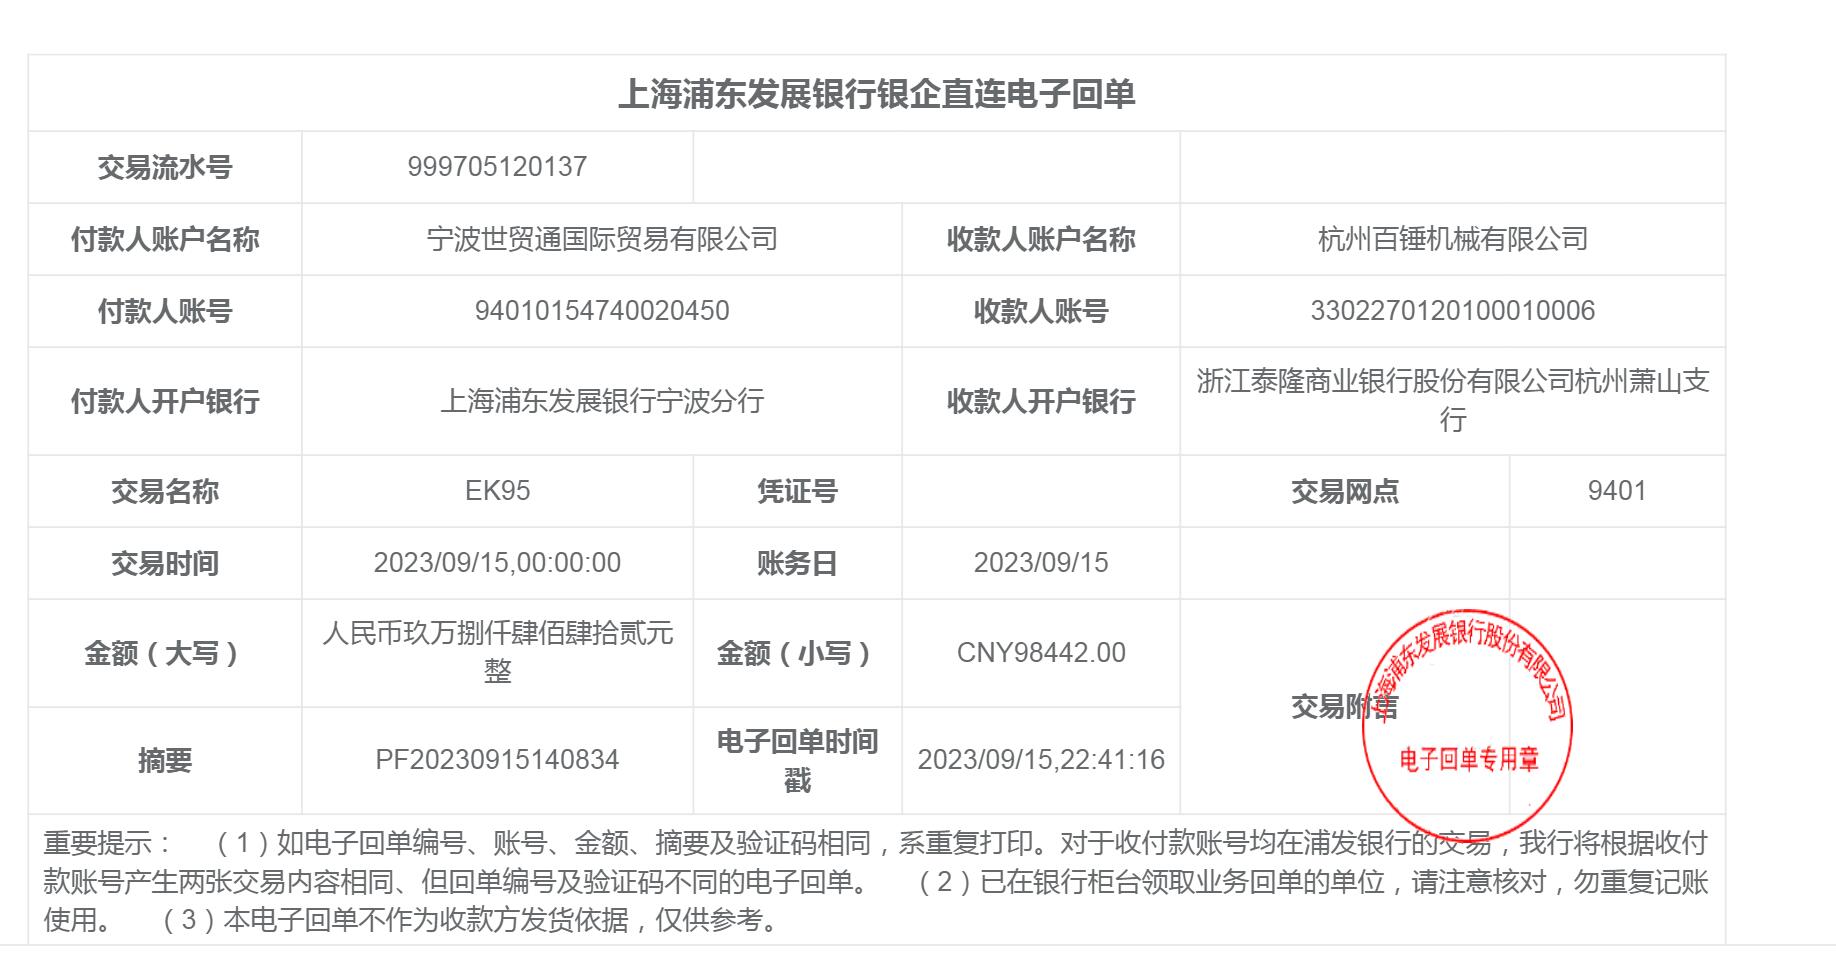 上海浦东发展银行银企直连电子回单
交易流水号 999705120137
付款人账户名称 宁波世贸通国际贸易有限公司 收款人账户名称 杭州百锤机械有限公司
付款人账号 94010154740020450 收款人账号 3302270120100010006
付款人开户银行 上海浦东发展银行宁波分行 收款人开户银行 浙江泰隆商业银行股份有限公司杭州萧山支
行
交易名称 EK95 凭证号 交易网点 9401
交易时间 2023/09/15,00:00:00 账务日 2023/09/15
金额（大写） 人民币玖万捌仟肆佰肆拾贰元
整
金额（小写） CNY98442.00
交易附言
上海浦东发展银行股份有限公司
电子回单专用章
摘要 PF20230915140834 电子回单时间
戳
2023/09/15,22:41:16
重要提示： （1）如电子回单编号、账号、金额、摘要及验证码相同，系重复打印。对于收付款账号均在浦发银行的交易，我行将根据收付
款账号产生两张交易内容相同、但回单编号及验证码不同的电子回单。 （2）已在银行柜台领取业务回单的单位，请注意核对，勿重复记账
使用。 （3）本电子回单不作为收款方发货依据，仅供参考。